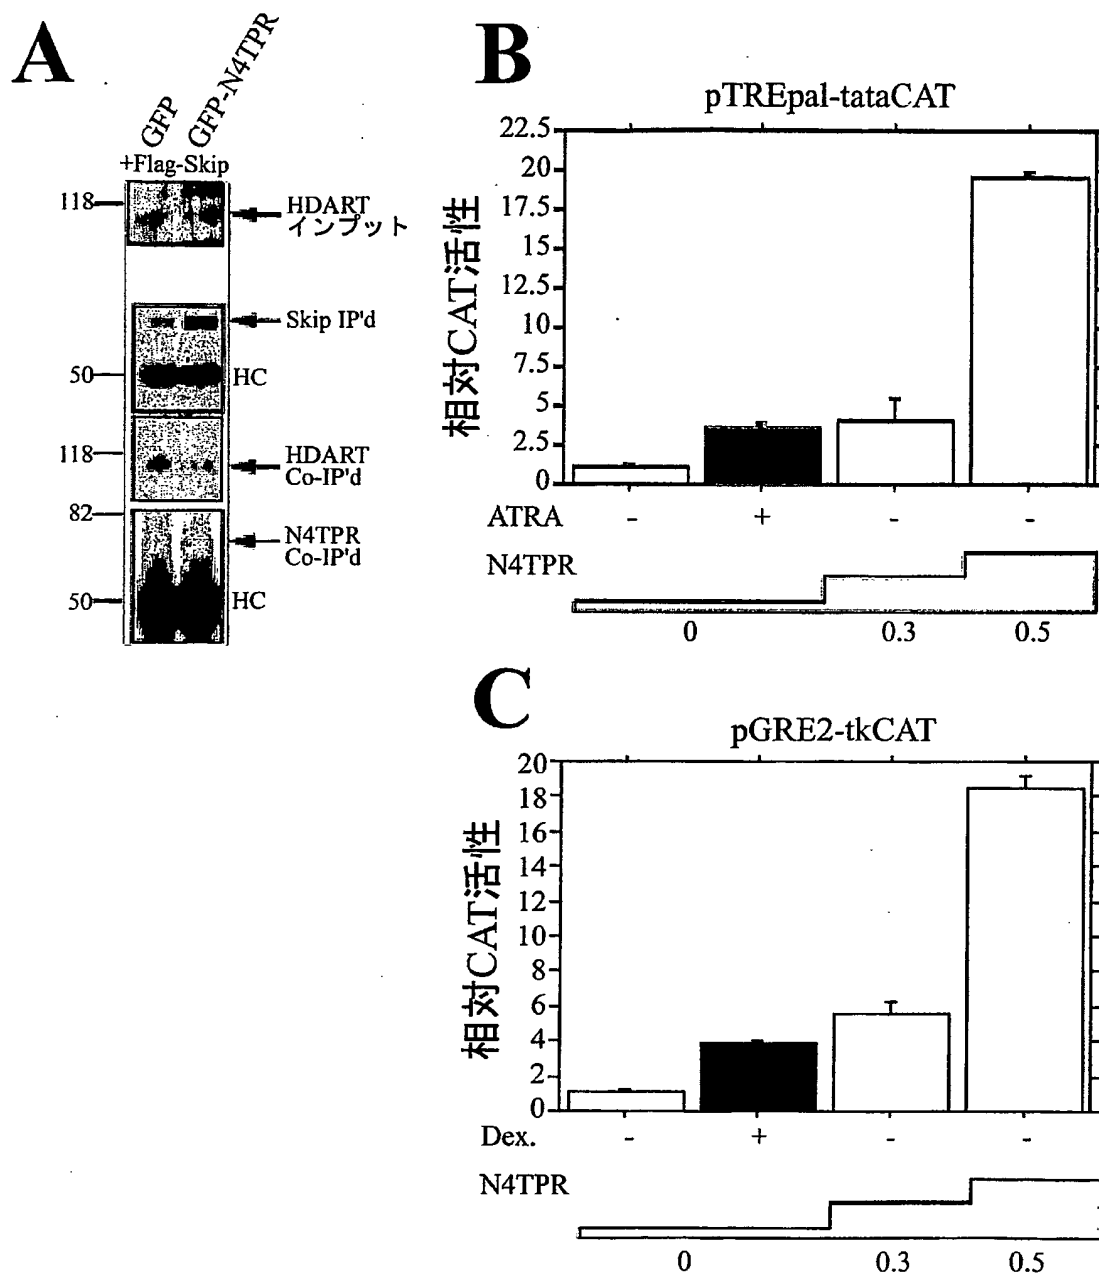 A
GFP
GFP-N4TPR
+Flag-Skip
118
HDART
インプット
Skip IP'd
50
HC
118
HDART
Co-IP'd
82
N4TPR
Co-IP'd
50
HC
B
pTREpal-tataCAT
相対CAT活性
22.5
20
17.5
15
12.5
10
7.5
5
2.5
0
ATRA - + - -
N4TPR
0 0.3 0.5
C
pGRE2-tkCAT
相対CAT活性
20
18
16
14
12
10
8
6
4
2
0
Dex. - + - -
N4TPR
0 0.3 0.5